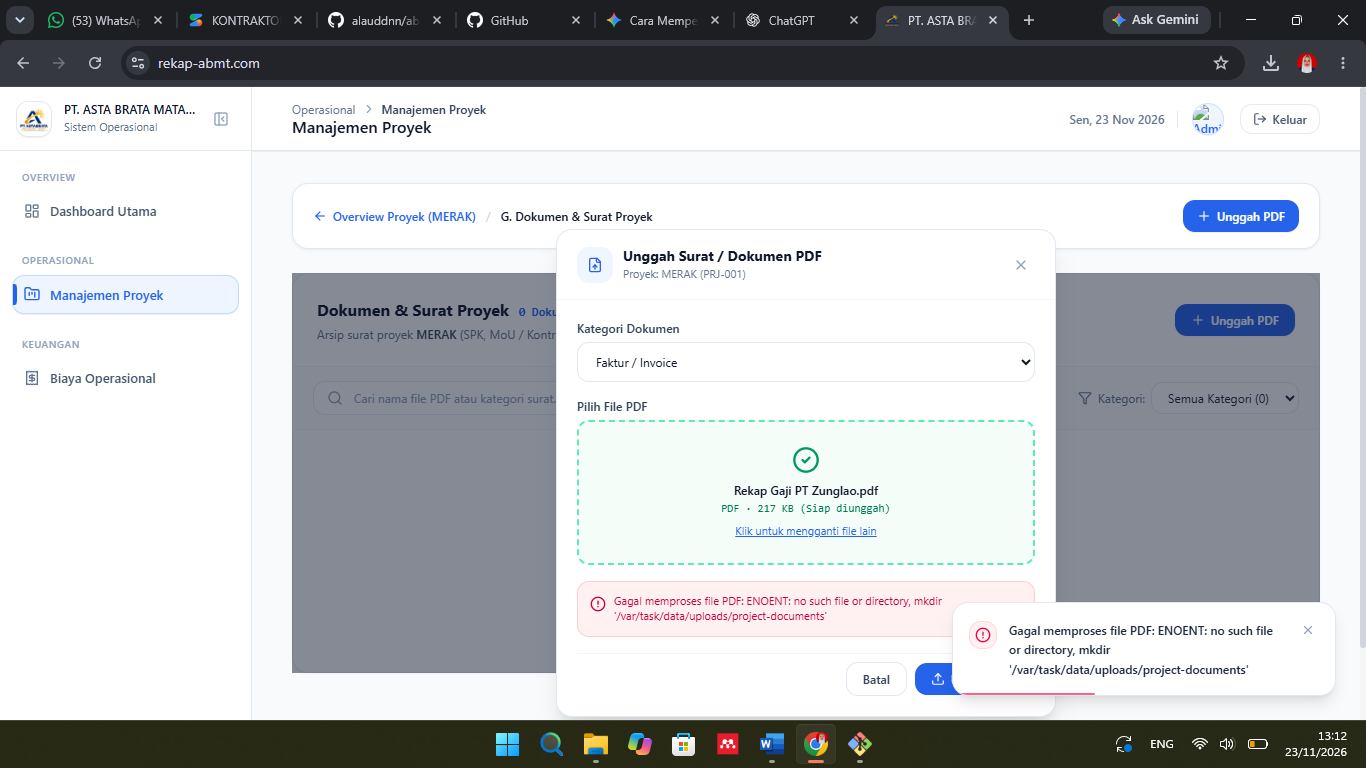 (53) WhatsAp
KONTRAKTO
alauddnn/ab
GitHub
Cara Mempe
ChatGPT
PT. ASTA BRA
Ask Gemini
rekap-abmt.com
PT. ASTA BRATA MATA...
Sistem Operasional
Operasional > Manajemen Proyek
Manajemen Proyek
Sen, 23 Nov 2026
Admi
Keluar
OVERVIEW
Dashboard Utama
OPERASIONAL
Manajemen Proyek
KEUANGAN
Biaya Operasional
Overview Proyek (MERAK) / G. Dokumen & Surat Proyek
+ Unggah PDF
Dokumen & Surat Proyek 0 Doku
Arsip surat proyek MERAK (SPK, MoU / Kontr
+ Unggah PDF
Cari nama file PDF atau kategori surat.
Kategori:
Semua Kategori (0)
Unggah Surat / Dokumen PDF
Proyek: MERAK (PRJ-001)
Kategori Dokumen
Faktur / Invoice
Pilih File PDF
Rekap Gaji PT Zunglao.pdf
PDF · 217 KB (Siap diunggah)
Klik untuk mengganti file lain
Gagal memproses file PDF: ENOENT: no such file or directory, mkdir
'/var/task/data/uploads/project-documents'
Batal
Gagal memproses file PDF: ENOENT: no such file
or directory, mkdir
'/var/task/data/uploads/project-documents'
ENG
13:12
23/11/2026